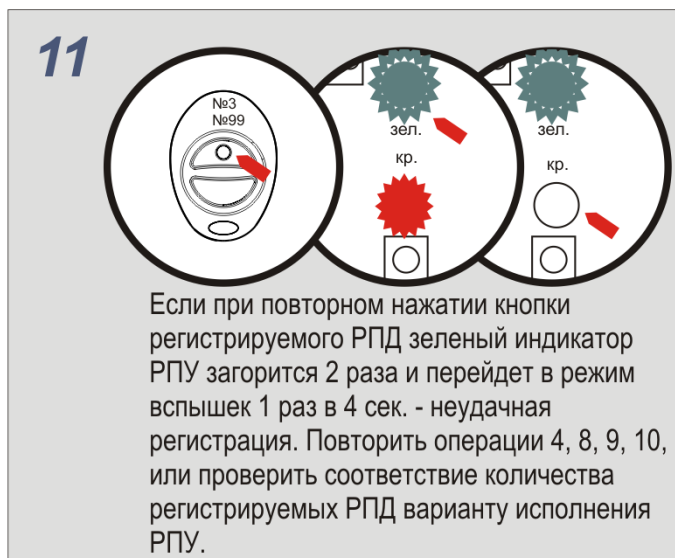 11
№3
№99
зел.
кр.
зел.
кр.
Если при повторном нажатии кнопки
регистрируемого РПД зеленый индикатор
РПУ загорится 2 раза и перейдет в режим
вспышек 1 раз в 4 сек. - неудачная
регистрация. Повторить операции 4, 8, 9, 10,
или проверить соответствие количества
регистрируемых РПД варианту исполнения
РПУ.